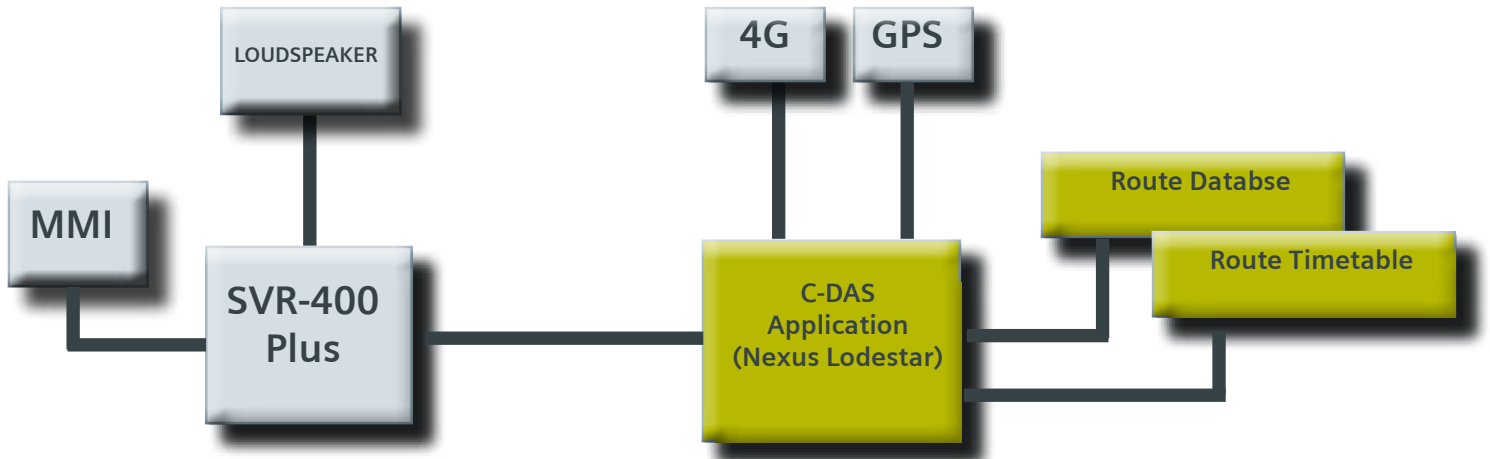 LOUDSPEAKER
4G
GPS
MMI
Route Databse
Route Timetable
SVR-400
Plus
C-DAS
Application
(Nexus Lodestar)